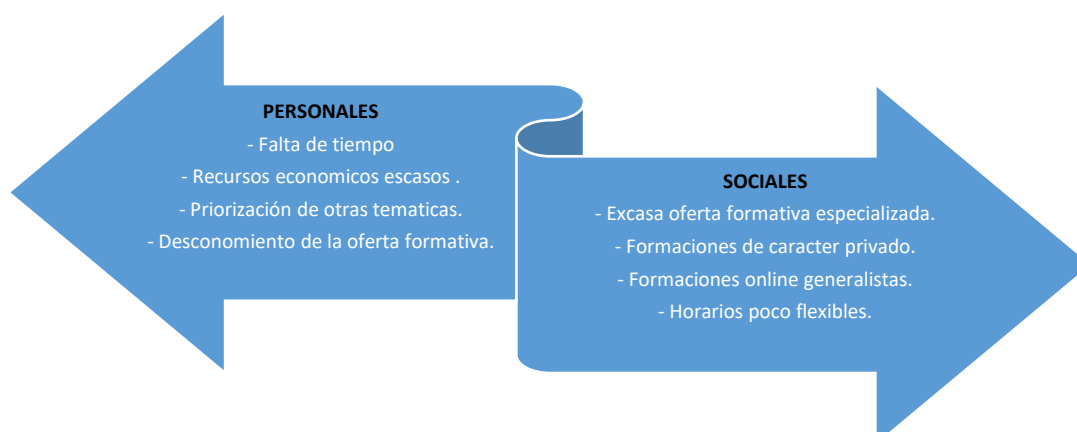 PERSONALES
- Falta de tiempo
- Recursos economicos escasos .
- Priorización de otras tematicas.
- Desconomiento de la oferta formativa.
SOCIALES
- Excasa oferta formativa especializada.
- Formaciones de caracter privado.
- Formaciones online generalistas.
- Horarios poco flexibles.